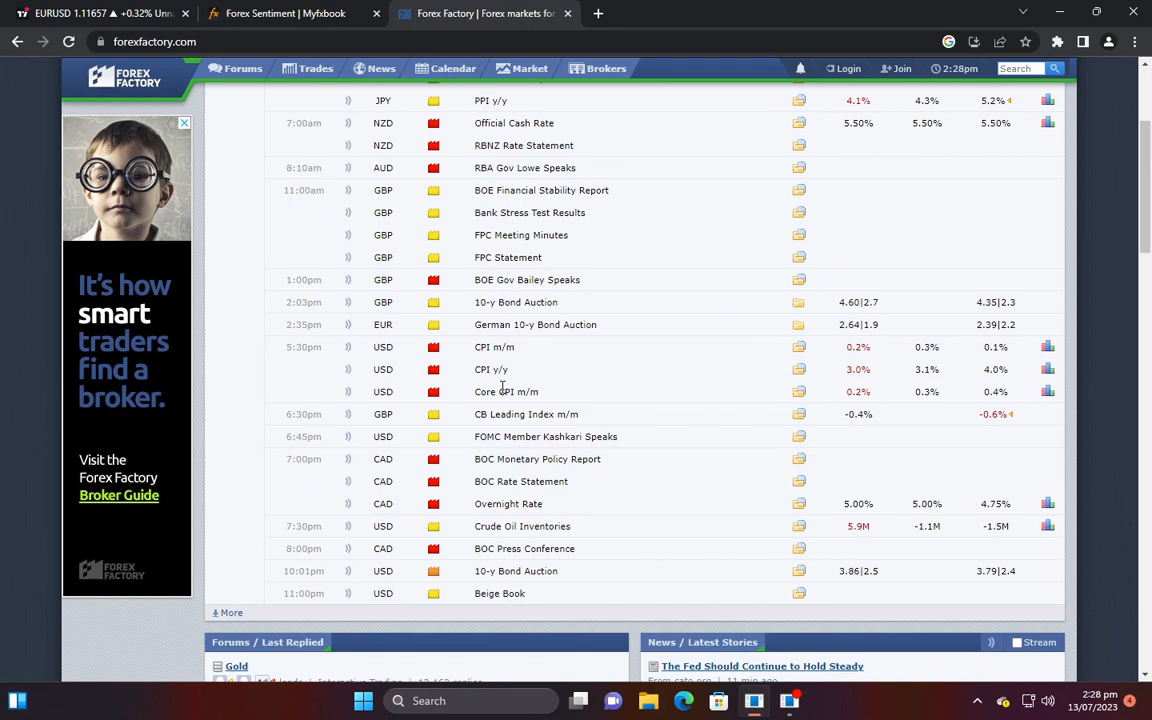 EURUSD 1.11657 ▲ +0.32% Unna
Forex Sentiment | Myfxbook
Forex Factory | Forex markets for
forexfactory.com
FOREX FACTORY
Forums
Trades
News
Calendar
Market
Brokers
Login
Join
2:28pm
Search
JPY PPI y/y 4.1% 4.3% 5.2%
7:00am NZD Official Cash Rate 5.50% 5.50% 5.50%
NZD RBNZ Rate Statement
8:10am AUD RBA Gov Lowe Speaks
11:00am GBP BOE Financial Stability Report
GBP Bank Stress Test Results
GBP FPC Meeting Minutes
GBP FPC Statement
1:00pm GBP BOE Gov Bailey Speaks
2:03pm GBP 10-y Bond Auction 4.60|2.7 4.35|2.3
2:35pm EUR German 10-y Bond Auction 2.64|1.9 2.39|2.2
5:30pm USD CPI m/m 0.2% 0.3% 0.1%
USD CPI y/y 3.0% 3.1% 4.0%
USD Core CPI m/m 0.2% 0.3% 0.4%
6:30pm GBP CB Leading Index m/m -0.4% -0.6%
6:45pm USD FOMC Member Kashkari Speaks
7:00pm CAD BOC Monetary Policy Report
CAD BOC Rate Statement
CAD Overnight Rate 5.00% 5.00% 4.75%
7:30pm USD Crude Oil Inventories 5.9M -1.1M -1.5M
8:00pm CAD BOC Press Conference
10:01pm USD 10-y Bond Auction 3.86|2.5 3.79|2.4
11:00pm USD Beige Book
More
It's how
smart
traders
find a
broker.
Visit the
Forex Factory
Broker Guide
FOREX FACTORY
Forums / Last Replied
Gold
News / Latest Stories
Stream
The Fed Should Continue to Hold Steady
From cato.org | 11 min ago
Search
2:28 pm
13/07/2023
4